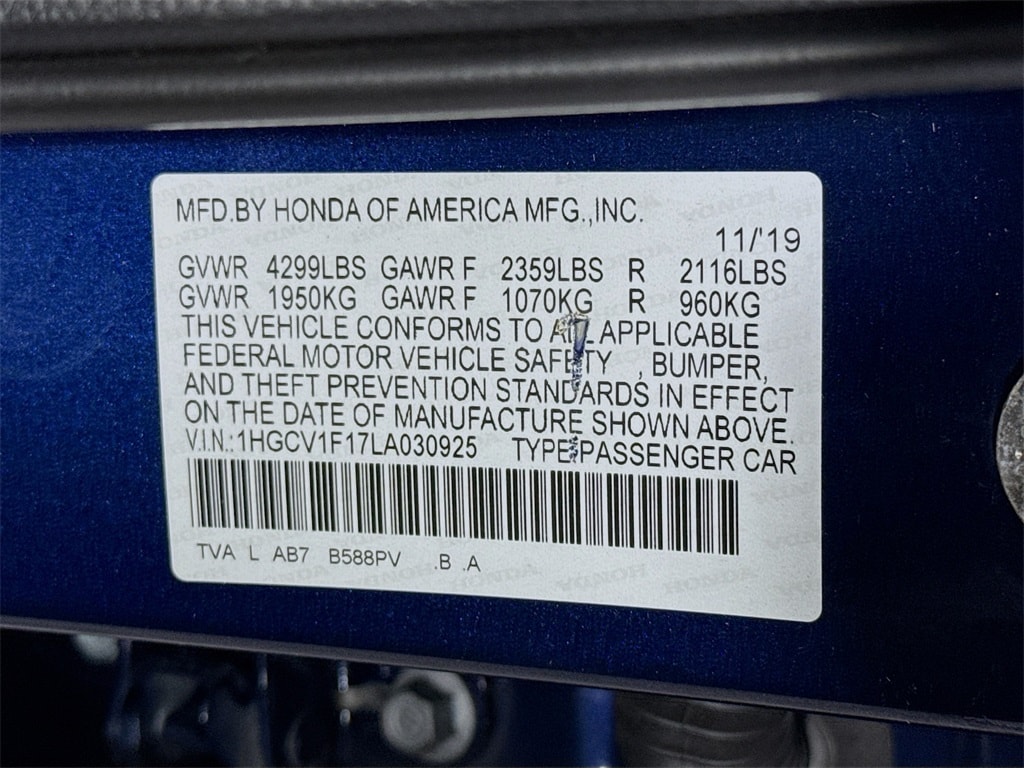 MFD.BY HONDA OF AMERICA MFG.,INC.
11/'19
GVWR 4299LBS GAWR F 2359LBS R 2116LBS
GVWR 1950KG GAWR F 1070KG R 960KG
THIS VEHICLE CONFORMS TO ALL APPLICABLE
FEDERAL MOTOR VEHICLE SAFETY , BUMPER,
AND THEFT PREVENTION STANDARDS IN EFFECT
ON THE DATE OF MANUFACTURE SHOWN ABOVE.
V.I.N.:1HGCV1F17LA030925 TYPE:PASSENGER CAR
TVA L AB7 B588PV .B .A